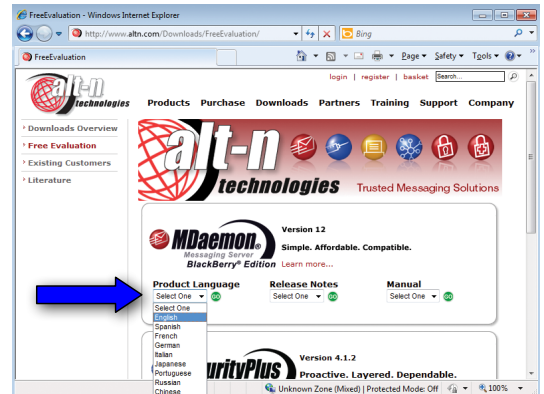 FreeEvaluation - Windows Internet Explorer
http://www.altn.com/Downloads/FreeEvaluation/
Bing
FreeEvaluation
Page Safety Tools
login | register | basket Search...
alt-n
technologies
Products Purchase Downloads Partners Training Support Company
Downloads Overview
Free Evaluation
Existing Customers
Literature
alt-n
technologies
Trusted Messaging Solutions
MDaemon®
Messaging Server
BlackBerry® Edition
Version 12
Simple. Affordable. Compatible.
Learn more...
Product Language Release Notes Manual
Select One GO Select One GO Select One GO
Select One
English
Spanish
French
German
Italian
Japanese
Portuguese
Russian
Chinese
urityPlus
Version 4.1.2
Proactive. Layered. Dependable.
Unknown Zone (Mixed) | Protected Mode: Off 100%